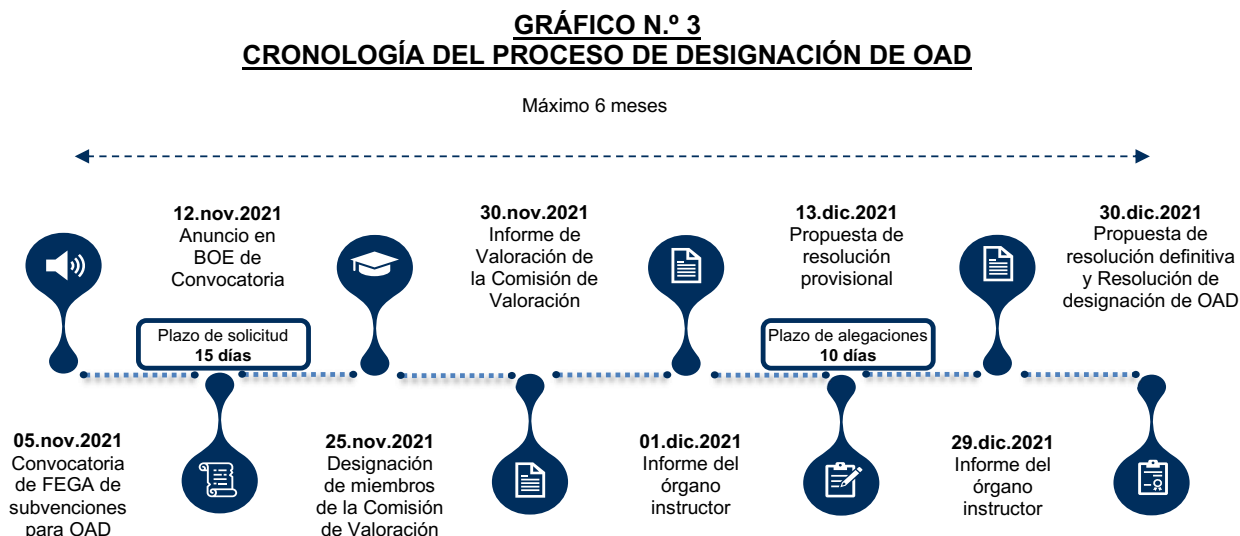 GRÁFICO N.º 3
CRONOLOGÍA DEL PROCESO DE DESIGNACIÓN DE OAD
Máximo 6 meses
12.nov.2021
Anuncio en
BOE de
Convocatoria
30.nov.2021
Informe de
Valoración de
la Comisión de
Valoración
13.dic.2021
Propuesta de
resolución
provisional
30.dic.2021
Propuesta de
resolución definitiva
y Resolución de
designación de OAD
Plazo de solicitud
15 días
Plazo de alegaciones
10 días
05.nov.2021
Convocatoria
de FEGA de
subvenciones
para OAD
25.nov.2021
Designación
de miembros
de la Comisión
de Valoración
01.dic.2021
Informe del
órgano
instructor
29.dic.2021
Informe del
órgano
instructor